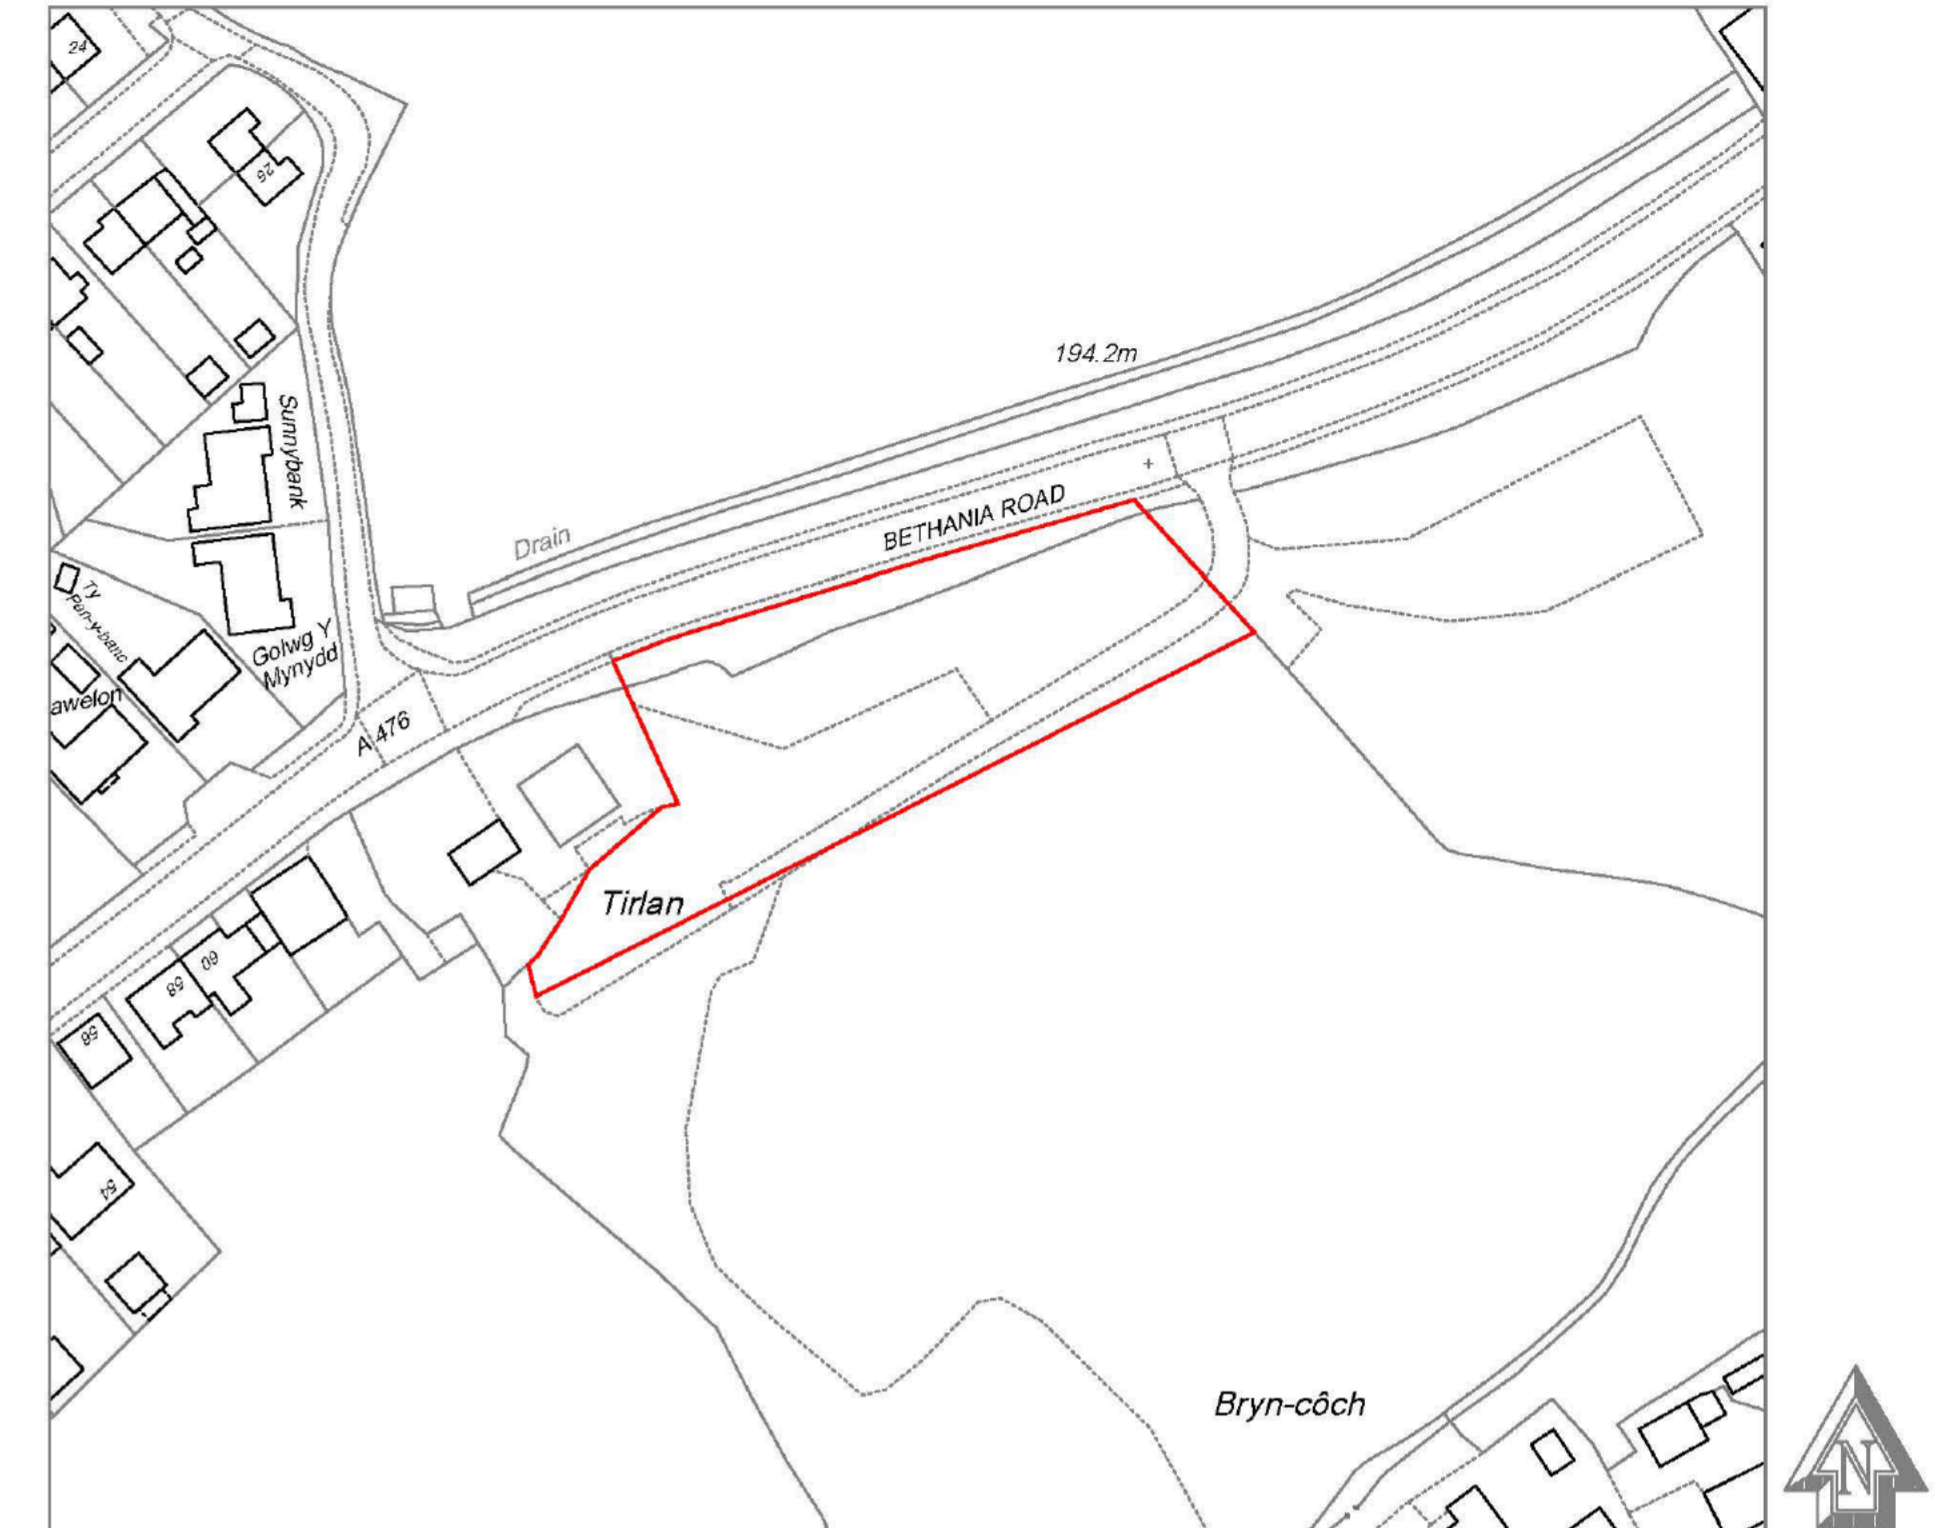 24
26
194.2m
Sunnybank
BETHANIA ROAD
Drain
Ty
Pan-y-banc
Golwg Y
Mynydd
awelon
A 476
Tirlan
60
58
56
54
Bryn-côch
N